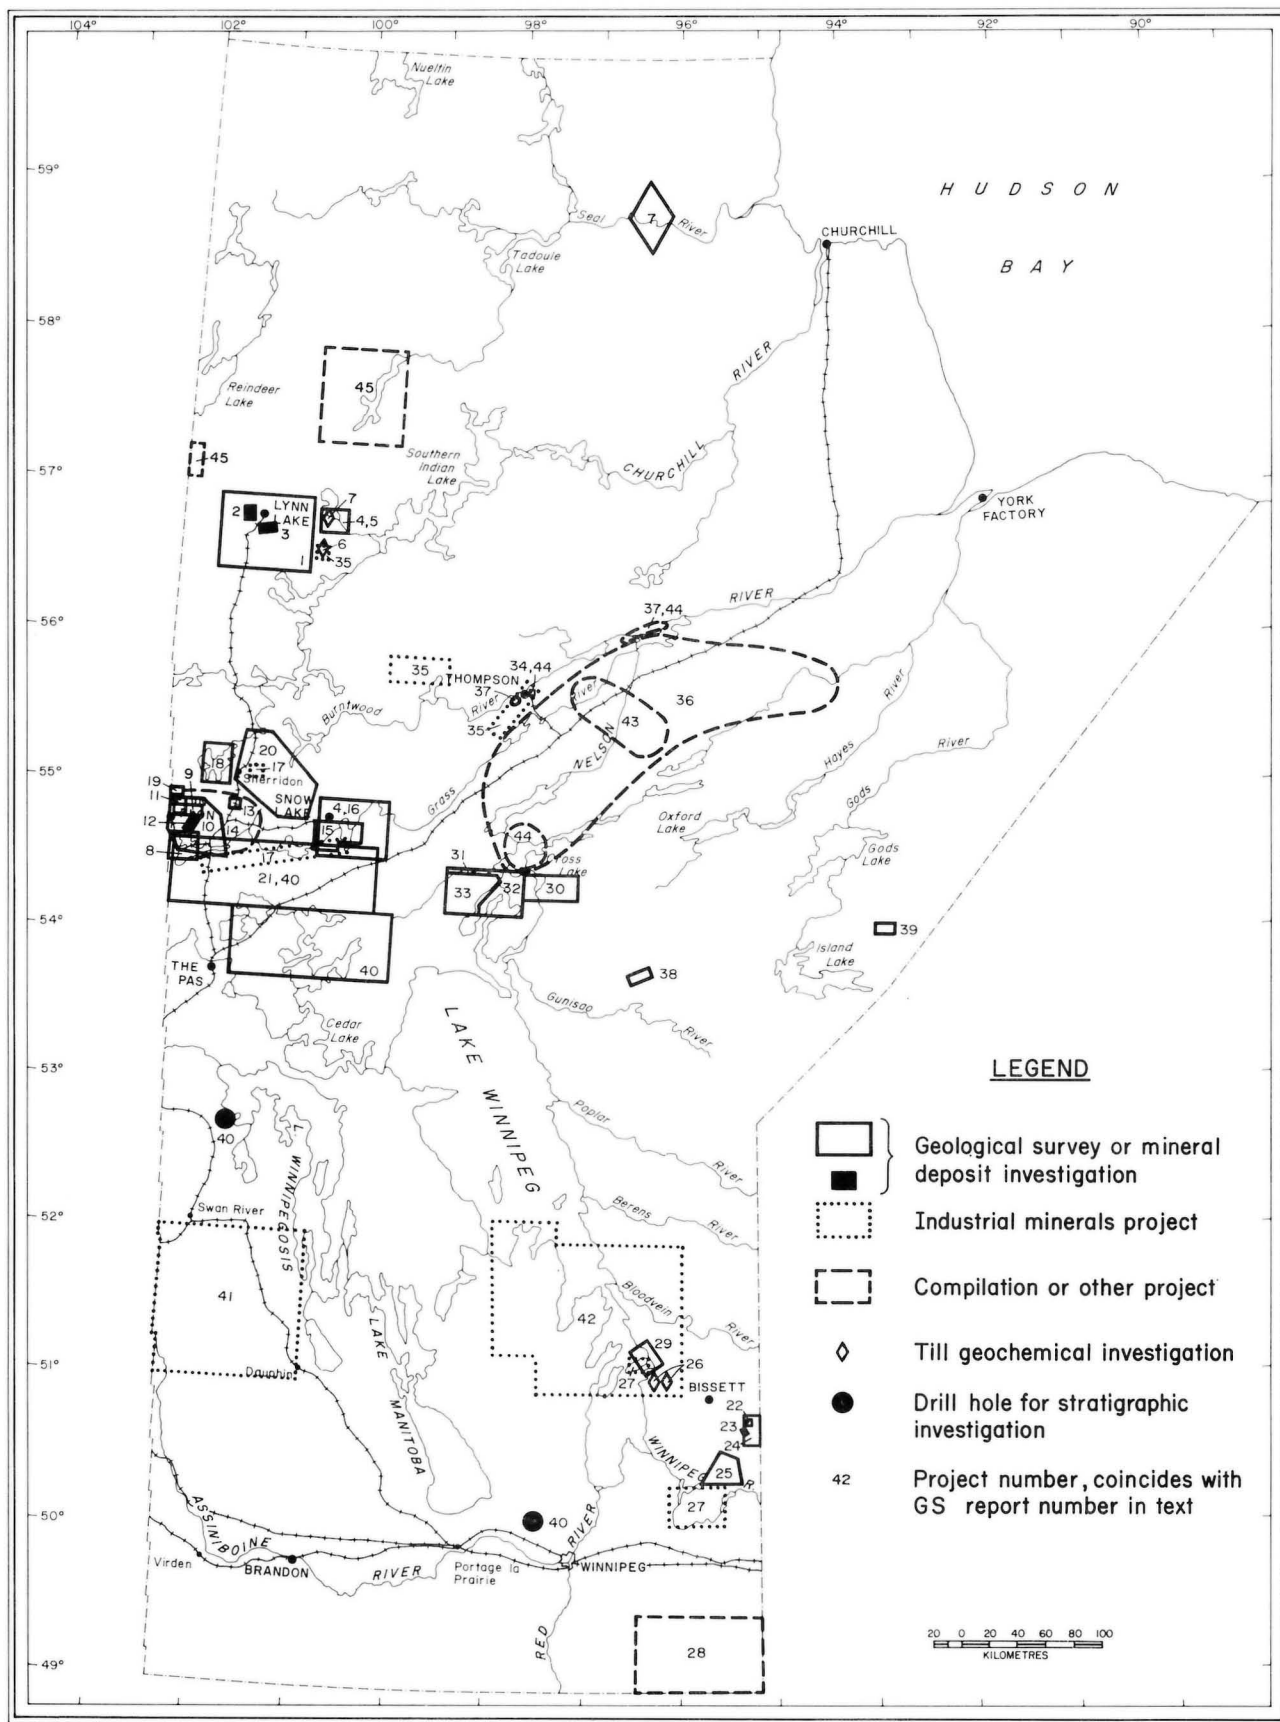 104° 102° 100° 98° 96° 94° 92° 90°
Nueltin
Lake
59°
HUDSON
BAY
7
Seal River
CHURCHILL
Tadoule
Lake
58°
RIVER
45
Reindeer
Lake
Southern
Indian
Lake
CHURCHILL
57°
45
7
YORK
FACTORY
2
LYNN
LAKE
4,5
3
6
1
35
RIVER
56°
37,44
35
THOMPSON
34,44
37
River
River
36
Burntwood
35
43
River
NELSON
20
18
17
Hayes
River
55°
Sherridon
9
19
SNOW
LAKE
4,16
Grass
Gods
11
13
12
N
10
14
15
Oxford
Lake
44
8
17
Gods
Lake
31
Lake
21,40
33
32
30
54°
39
Island
Lake
THE
PAS
40
38
Gunisao
River
Cedar
Lake
LAKE WINNIPEG
53°
LEGEND
Poplar
River
40
Geological survey or mineral
deposit investigation
L. WINNIPEGOSIS
52°
Swan River
Berens
River
Industrial minerals project
Compilation or other project
41
42
Bloodvein
River
29
51°
Dauphin
27
26
Till geochemical investigation
LAKE
MANITOBA
BISSETT
22
Drill hole for stratigraphic
investigation
23
24
WINNIPEG R
25
42 Project number, coincides with
GS report number in text
27
50°
ASSINIBOINE
40
RIVER
Virden
BRANDON
RIVER
Portage la
Prairie
WINNIPEG
RED
28
20 0 20 40 60 80 100
KILOMETRES
49°